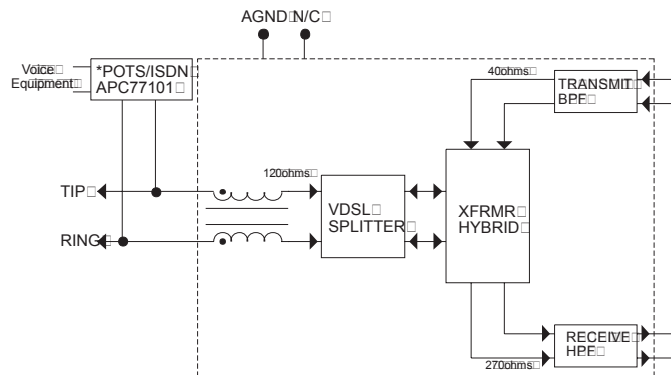 AGND N/C
Voice
Equipment
*POTS/ISDN
APC77101
40ohms
TRANSMIT
BPF
120ohms
TIP
VDSL
SPLITTER
XFRMR
HYBRID
RING
RECEIVE
HPF
270ohms